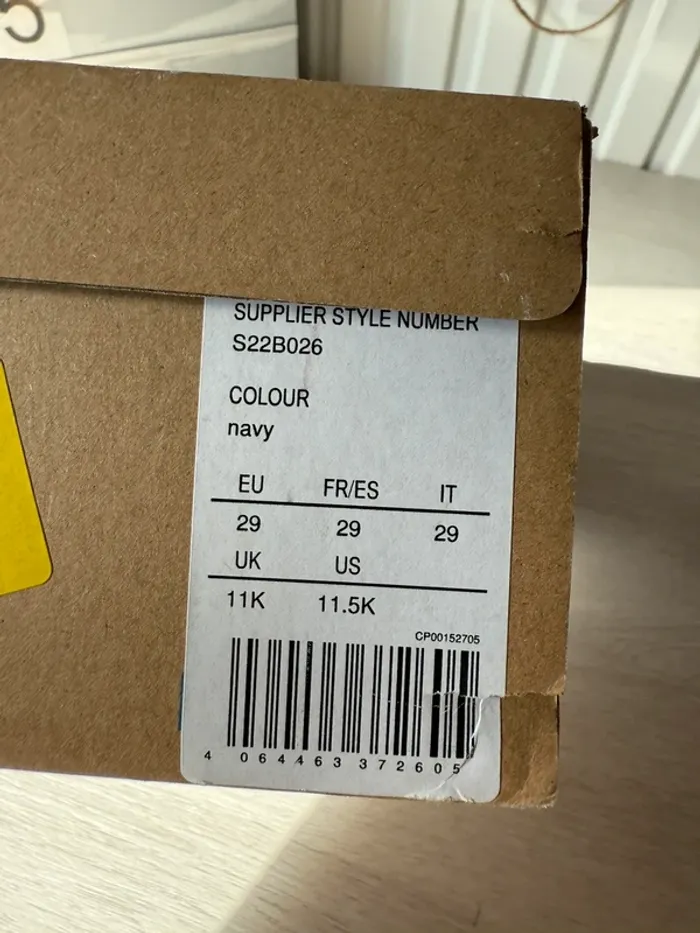 5
SUPPLIER STYLE NUMBER
S22B026
COLOUR
navy
EU FR/ES IT
29 29 29
UK US
11K 11.5K
CP00152705
4 064463 372605